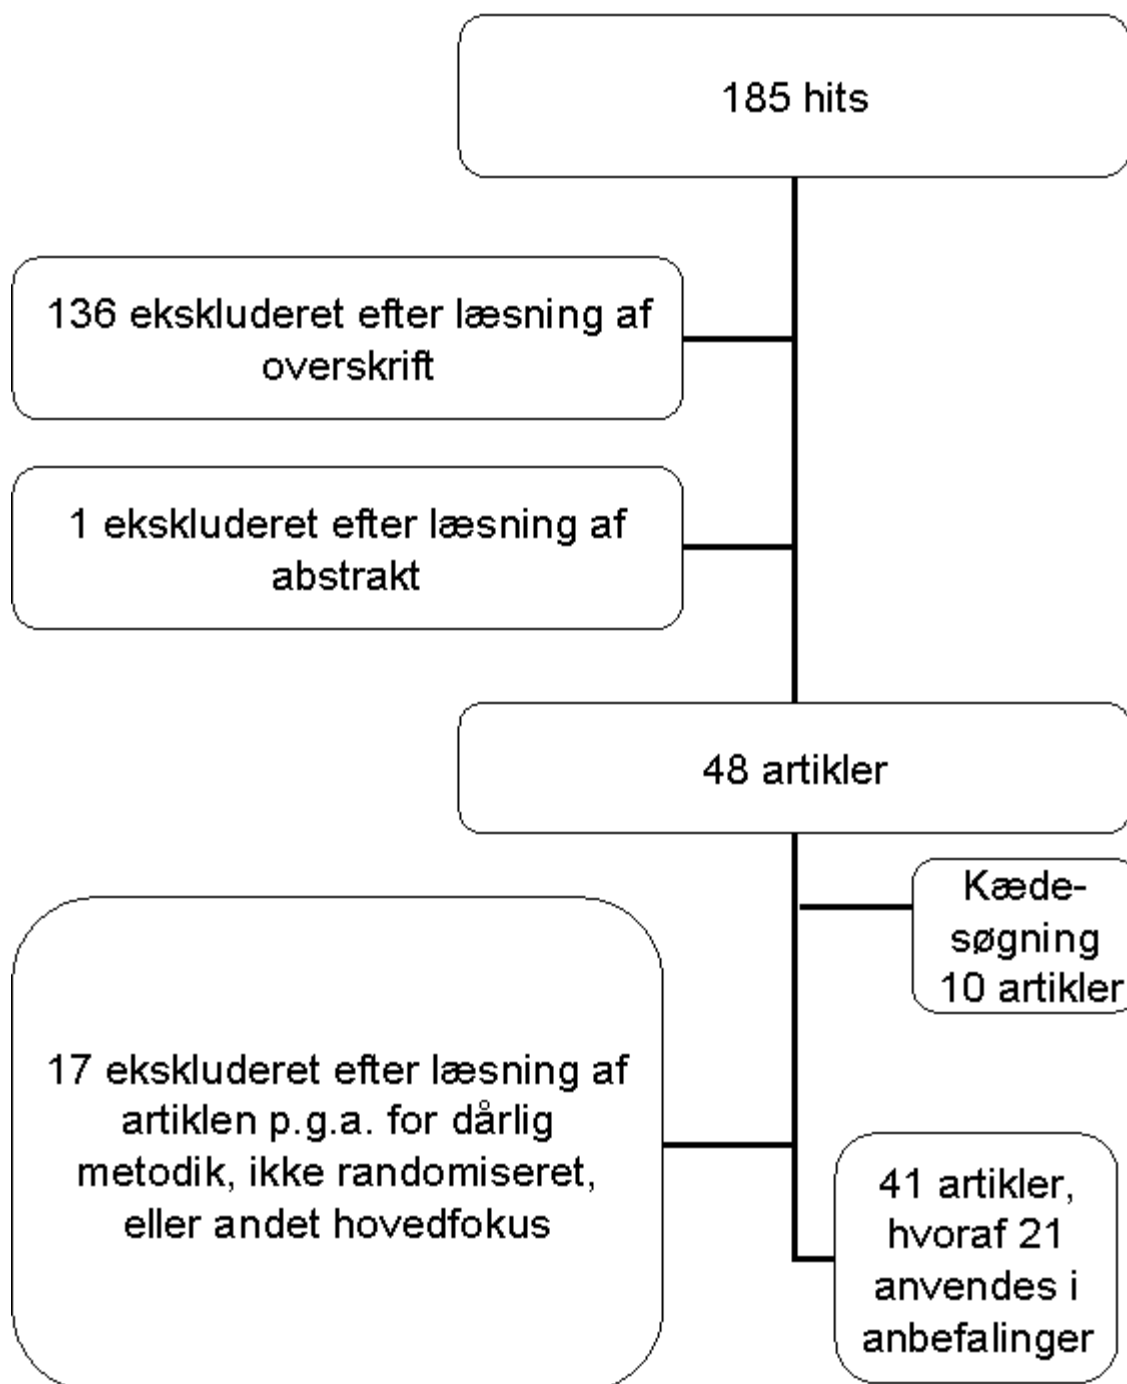 185 hits
136 ekskluderet efter læsning af
overskrift
1 ekskluderet efter læsning af
abstrakt
48 artikler
Kæde-
søgning
10 artikler
17 ekskluderet efter læsning af
artiklen p.g.a. for dårlig
metodik, ikke randomiseret,
eller andet hovedfokus
41 artikler,
hvoraf 21
anvendes i
anbefalinger